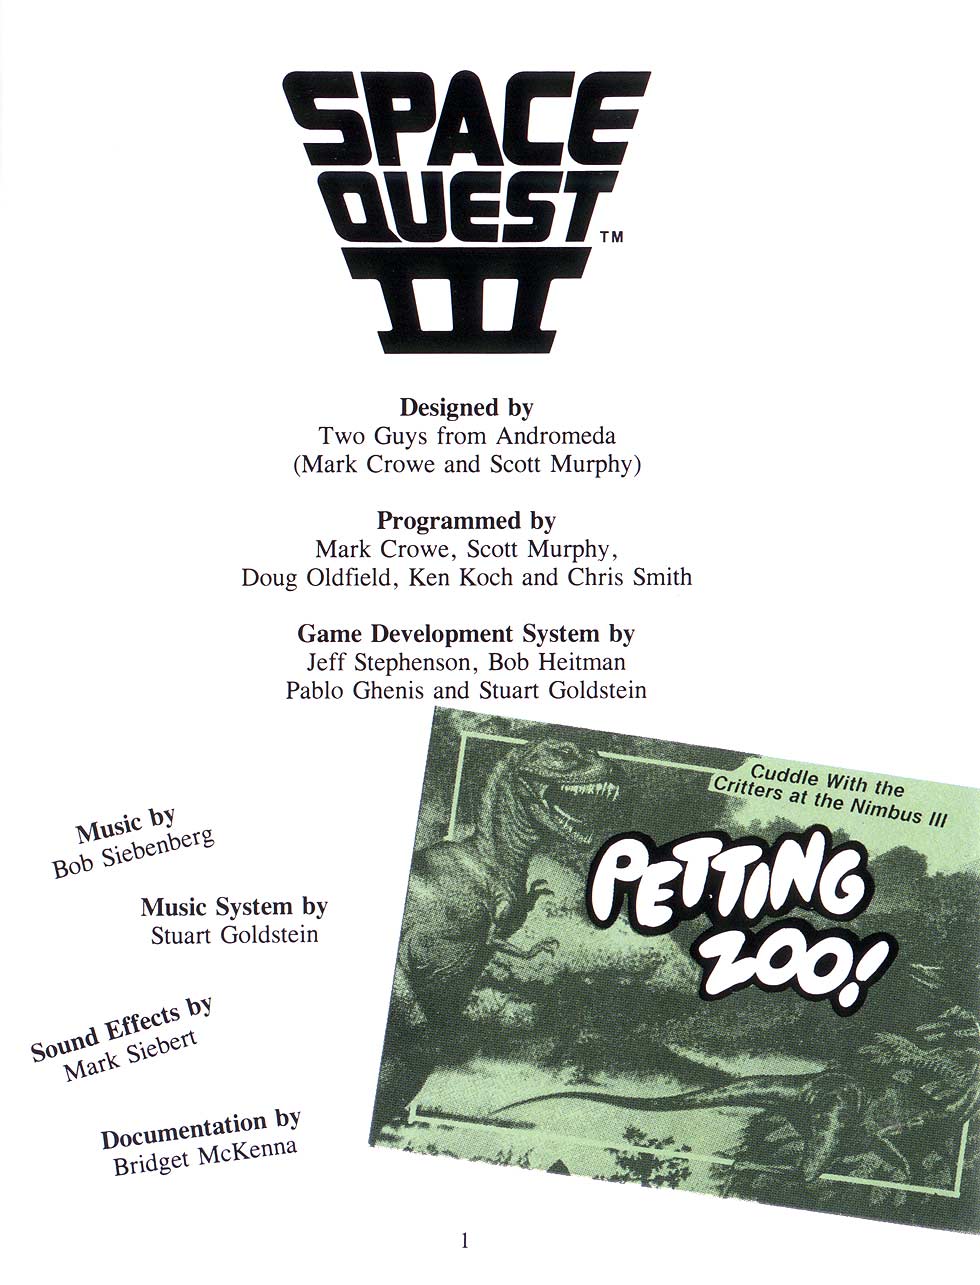 SPACE
QUEST
III TM
Designed by
Two Guys from Andromeda
(Mark Crowe and Scott Murphy)
Programmed by
Mark Crowe, Scott Murphy,
Doug Oldfield, Ken Koch and Chris Smith
Game Development System by
Jeff Stephenson, Bob Heitman
Pablo Ghenis and Stuart Goldstein
Music by
Bob Siebenberg
Music System by
Stuart Goldstein
Sound Effects by
Mark Siebert
Documentation by
Bridget McKenna
Cuddle With the
Critters at the Nimbus III
PETTING
ZOO!
1